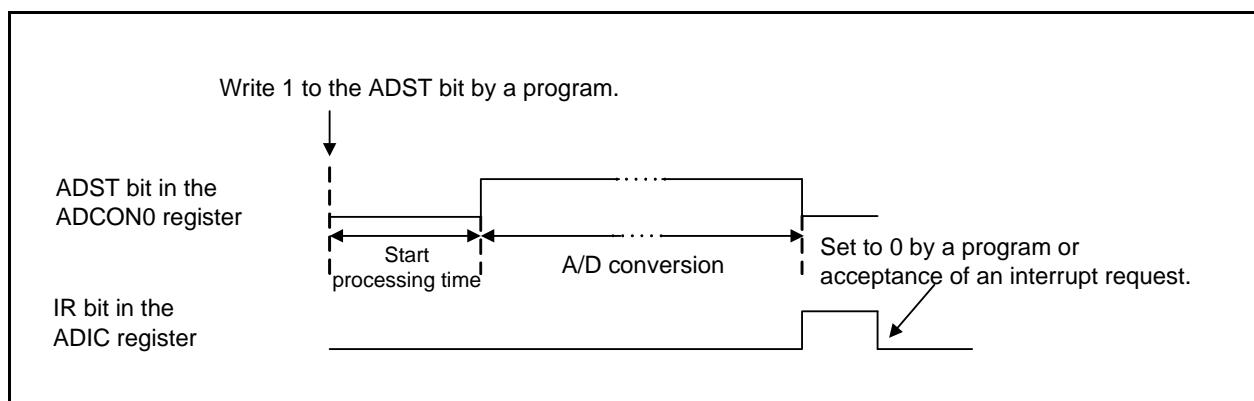 Write 1 to the ADST bit by a program.
ADST bit in the
ADCON0 register
Start
processing time
A/D conversion
Set to 0 by a program or
acceptance of an interrupt request.
IR bit in the
ADIC register